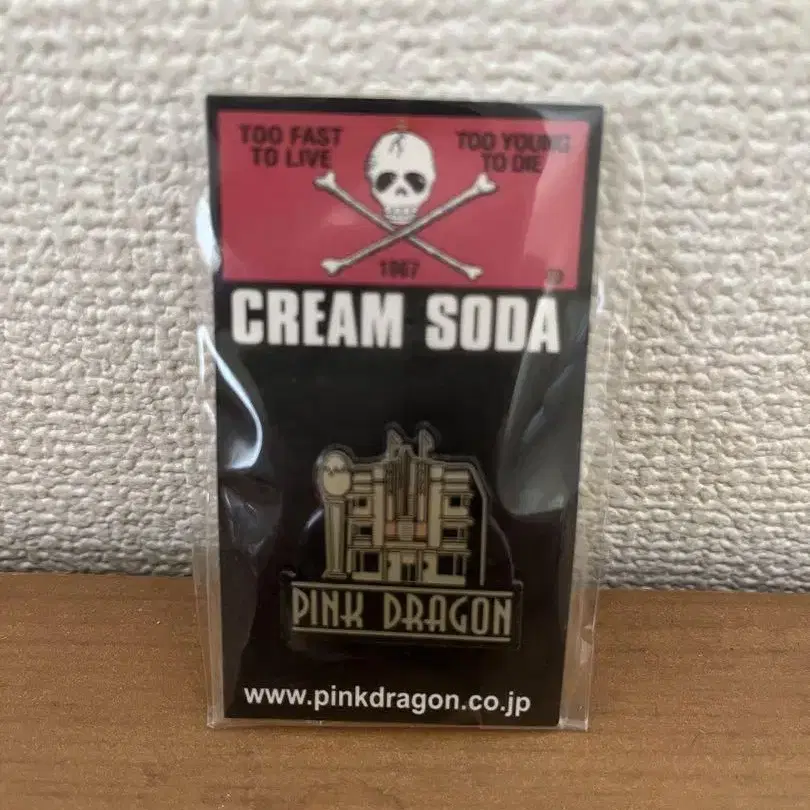 TOO FAST
TO LIVE
TOO YOUNG
TO DIE
1967
CREAM SODA
PINK DRAGON
www.pinkdragon.co.jp